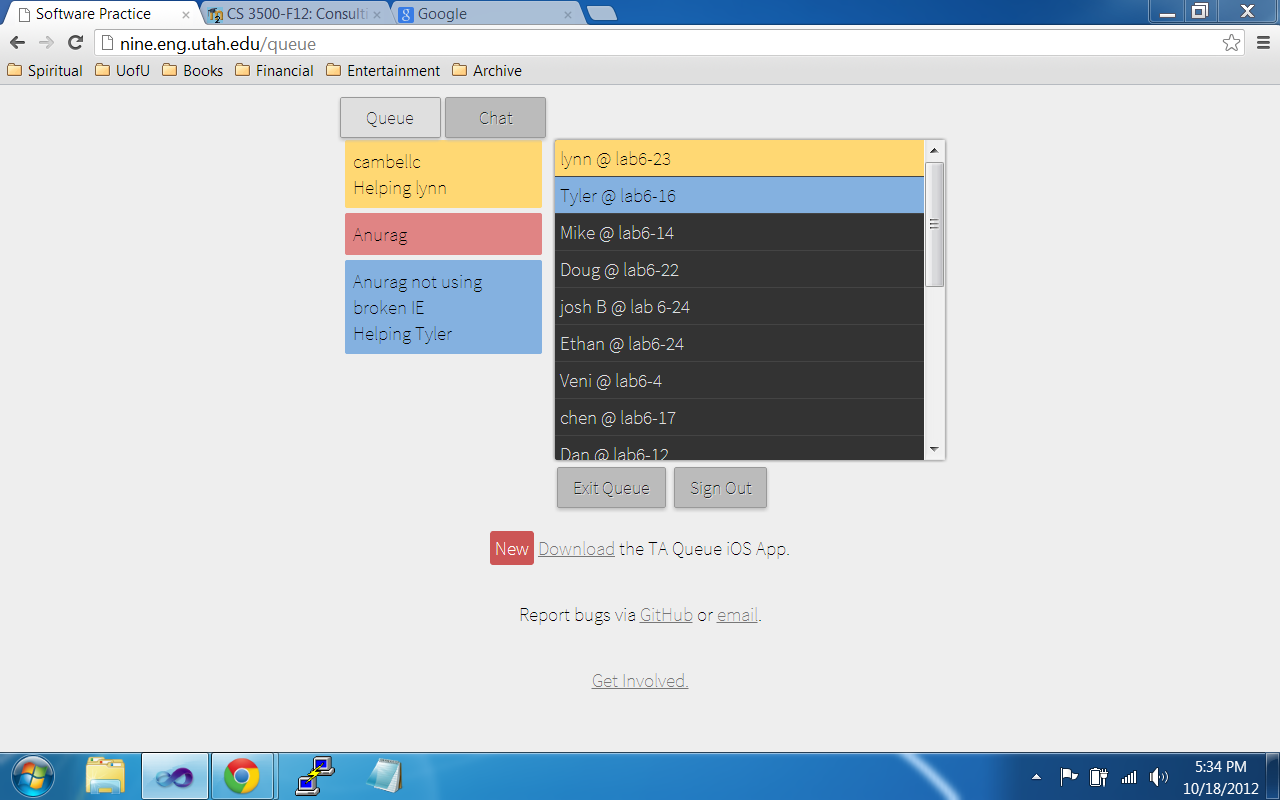 Software Practice
CS 3500-F12: Consulti
Google
nine.eng.utah.edu/queue
Spiritual UofU Books Financial Entertainment Archive
Queue Chat
cambellc
Helping lynn
Anurag
Anurag not using
broken IE
Helping Tyler
lynn @ lab6-23
Tyler @ lab6-16
Mike @ lab6-14
Doug @ lab6-22
josh B @ lab 6-24
Ethan @ lab6-24
Veni @ lab6-4
chen @ lab6-17
Dan @ lab6-12
Exit Queue Sign Out
New Download the TA Queue iOS App.
Report bugs via GitHub or email.
Get Involved.
5:34 PM
10/18/2012